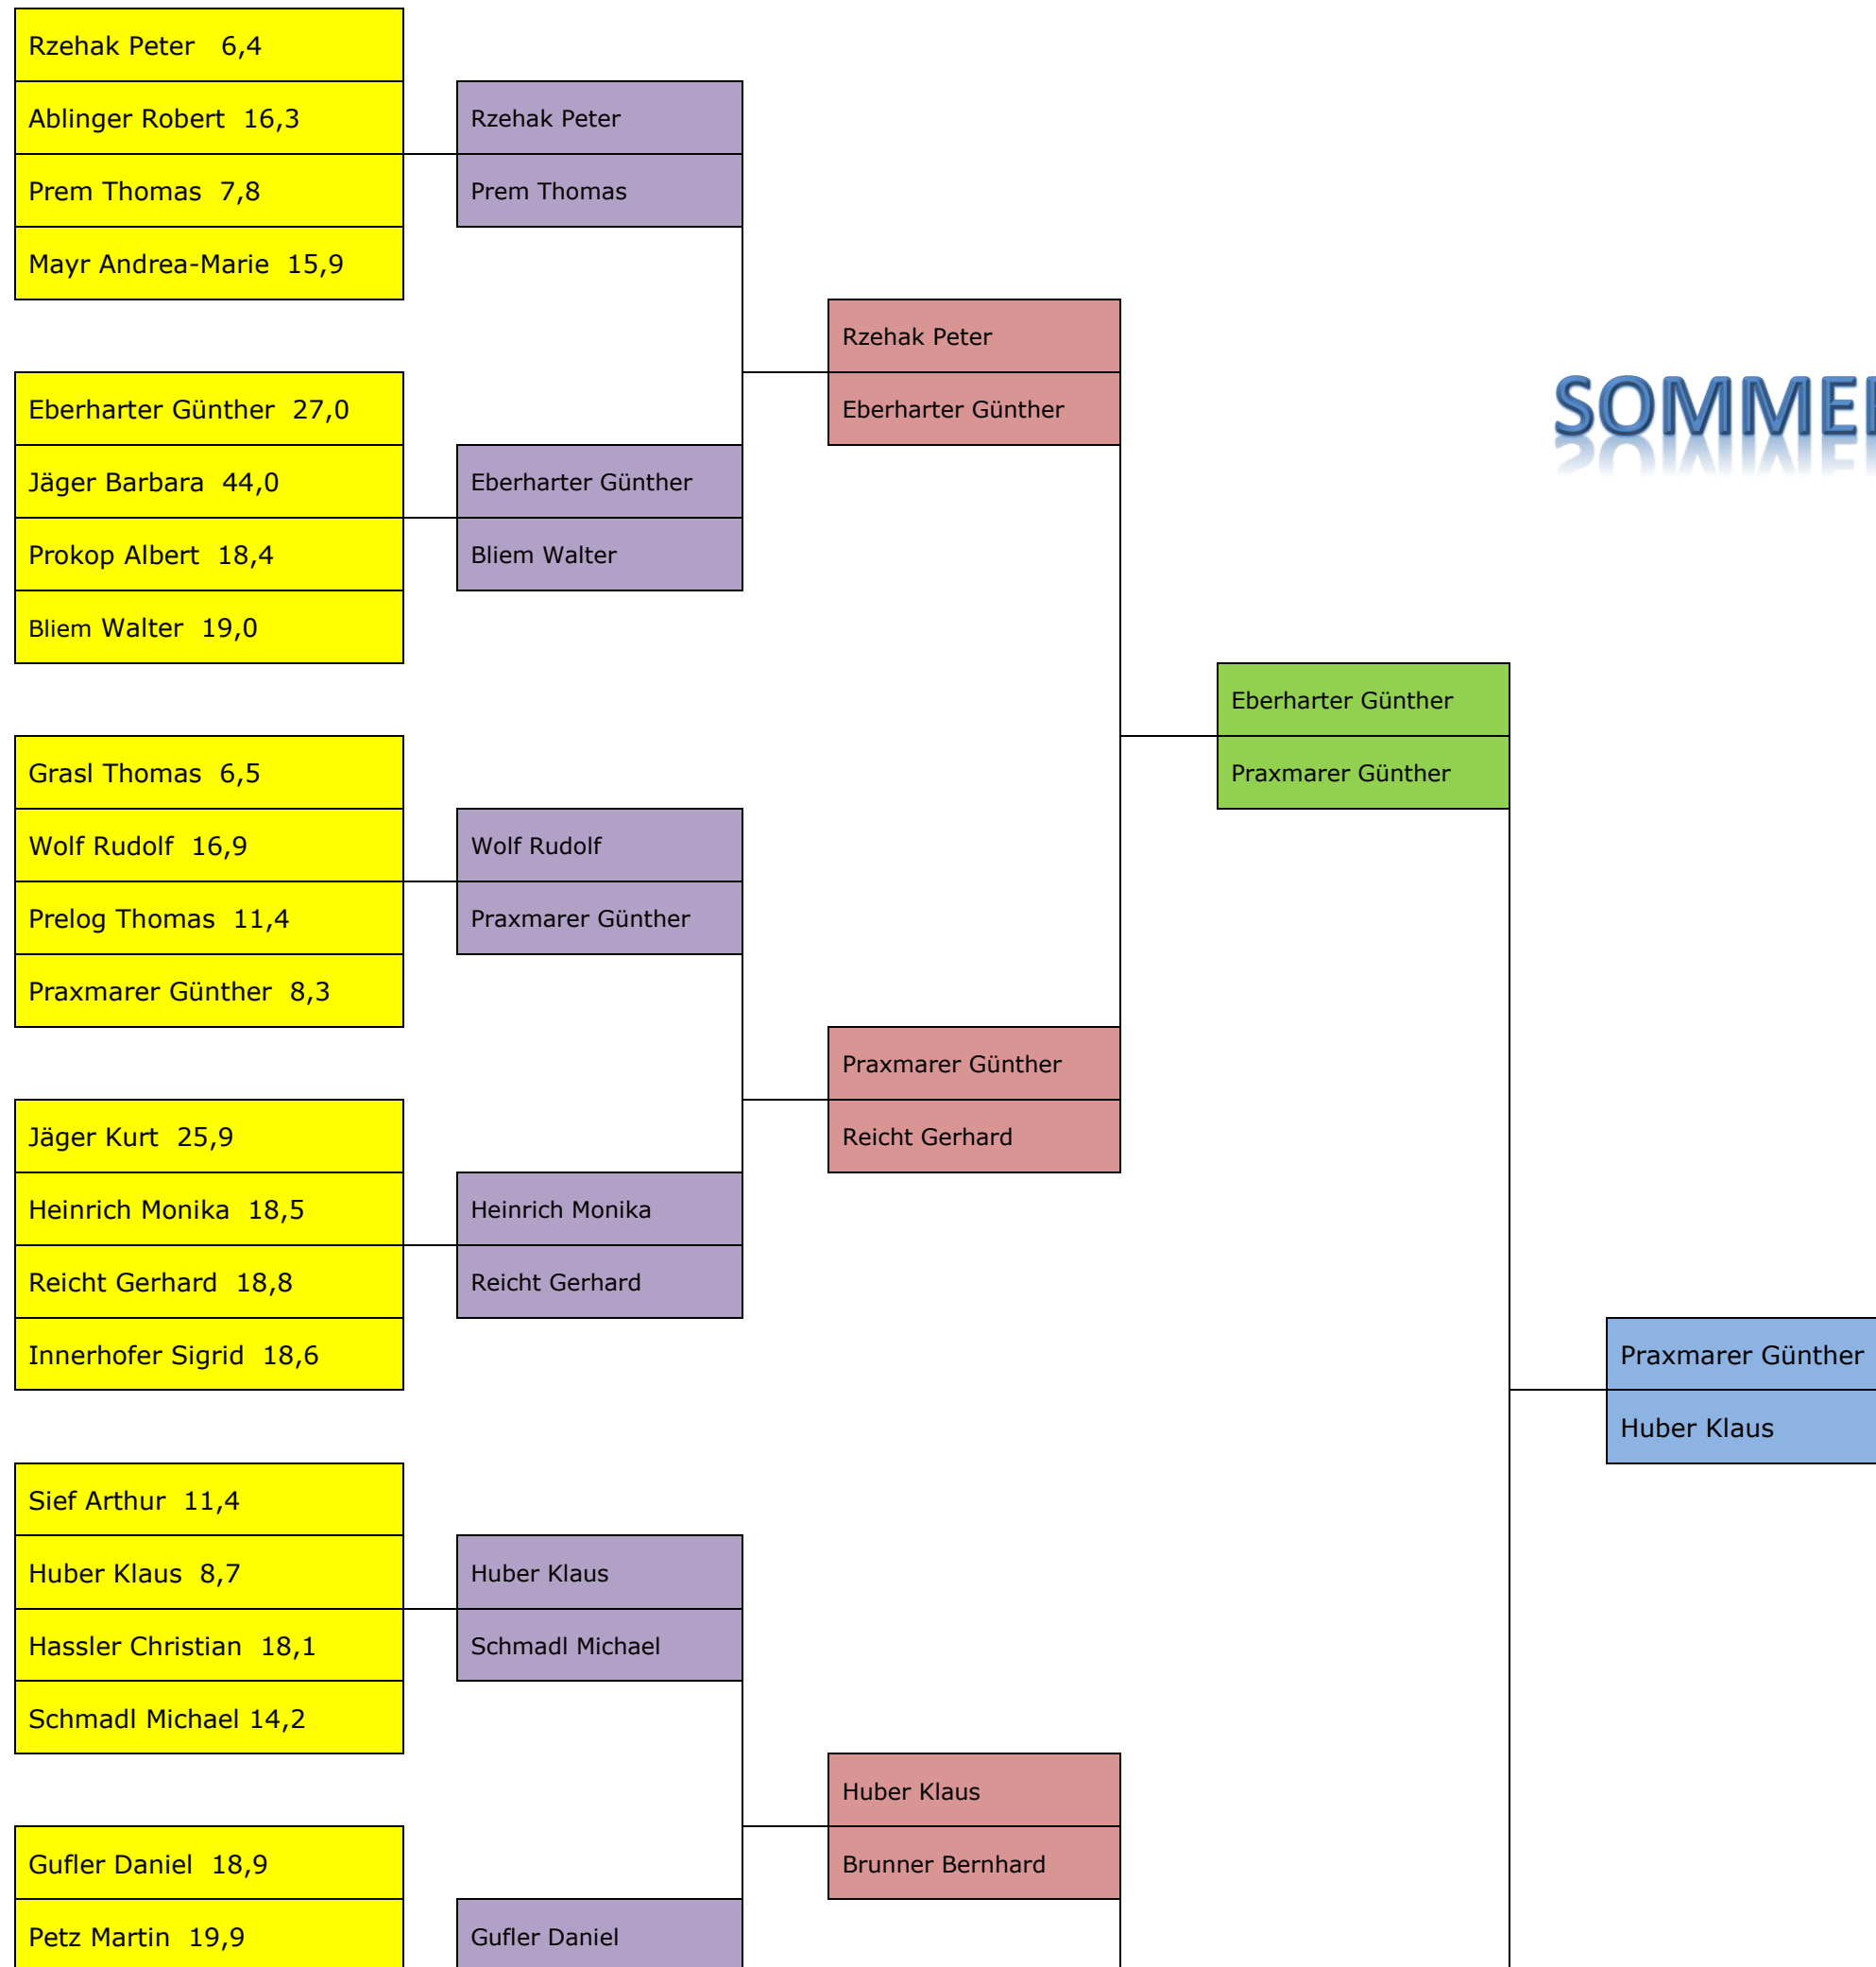 Rzehak Peter 6,4
Ablinger Robert 16,3
Prem Thomas 7,8
Mayr Andrea-Marie 15,9
Eberharter Günther 27,0
Jäger Barbara 44,0
Prokop Albert 18,4
Bliem Walter 19,0
Grasl Thomas 6,5
Wolf Rudolf 16,9
Prelog Thomas 11,4
Praxmarer Günther 8,3
Jäger Kurt 25,9
Heinrich Monika 18,5
Reicht Gerhard 18,8
Innerhofer Sigrid 18,6
Sief Arthur 11,4
Huber Klaus 8,7
Hassler Christian 18,1
Schmadl Michael 14,2
Gufler Daniel 18,9
Petz Martin 19,9
Rzehak Peter
Prem Thomas
Eberharter Günther
Bliem Walter
Wolf Rudolf
Praxmarer Günther
Heinrich Monika
Reicht Gerhard
Huber Klaus
Schmadl Michael
Gufler Daniel
Rzehak Peter
Eberharter Günther
Praxmarer Günther
Reicht Gerhard
Huber Klaus
Brunner Bernhard
Eberharter Günther
Praxmarer Günther
SOMMER
Praxmarer Günther
Huber Klaus